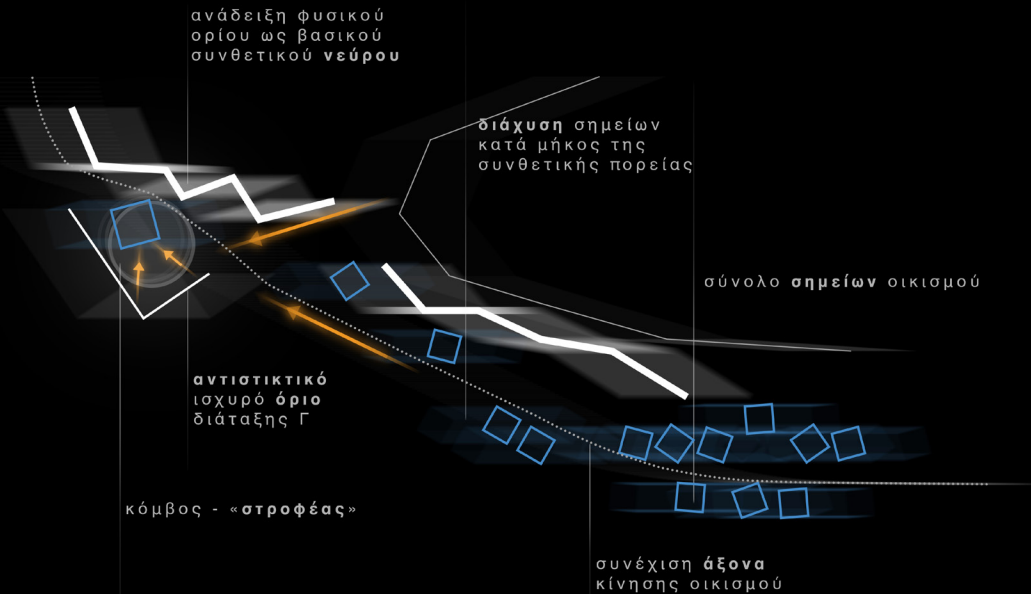 ανάδειξη φυσικού
ορίου ως βασικού
συνθετικού νεύρου
διάχυση σημείων
κατά μήκος της
συνθετικής πορείας
σύνολο σημείων οικισμού
αντιστικτικό
ισχυρό όριο
διάταξης Γ
κόμβος - «στροφέας»
συνέχιση άξονα
κίνησης οικισμού